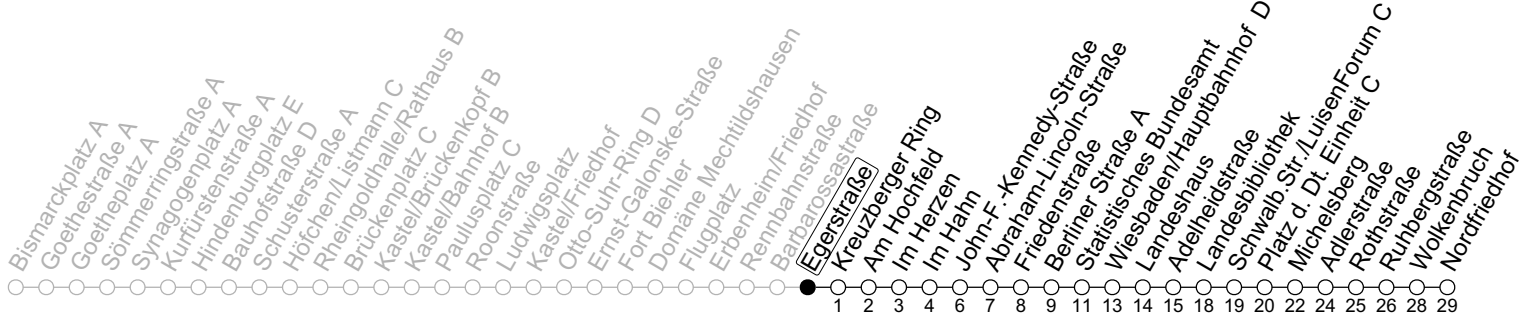 Bismarckplatz A
Goethestraße A
Goetheplatz A
Sömmerringstraße A
Synagogenplatz A
Kurfürstenstraße A
Hindenburgplatz E
Bauhofstraße D
Schusterstraße A
Höfchen/Listmann C
Rheingoldhalle/Rathaus B
Brückenplatz C
Kastel/Brückenkopf B
Kastel/Bahnhof B
Paulusplatz C
Roonstraße
Ludwigsplatz
Kastel/Friedhof
Otto-Suhr-Ring D
Ernst-Galonske-Straße
Fort Biehler
Domäne Mechtildshausen
Flugplatz
Erbenheim/Friedhof
Rennbahnstraße
Barbarossastraße
Egerstraße
Kreuzberger Ring
Am Hochfeld
Im Herzen
Im Hahn
John-F.-Kennedy-Straße
Abraham-Lincoln-Straße
Friedenstraße
Berliner Straße A
Statistisches Bundesamt
Wiesbaden/Hauptbahnhof D
Landeshaus
Adelheidstraße
Landesbibliothek
Schwalb.Str./LuisenForum C
Platz d. Dt. Einheit C
Michelsberg
Adlerstraße
Rothstraße
Ruhbergstraße
Wolkenbruch
Nordfriedhof
1 2 3 4 6 7 8 9 11 13 14 15 18 19 20 22 24 25 26 28 29